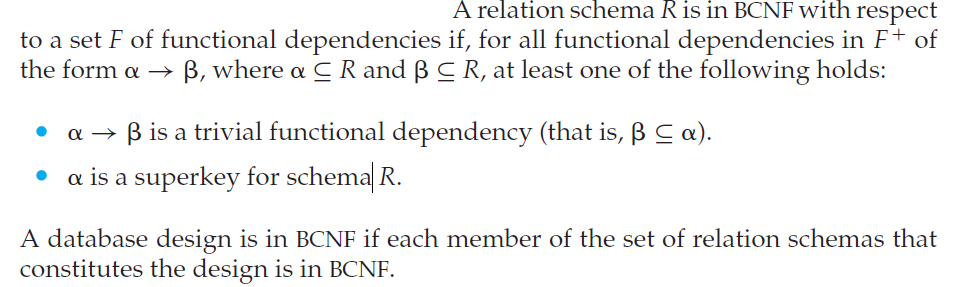 A relation schema R is in BCNF with respect
to a set F of functional dependencies if, for all functional dependencies in F+ of
the form α → β, where α ⊆ R and β ⊆ R, at least one of the following holds:
• α → β is a trivial functional dependency (that is, β ⊆ α).
• α is a superkey for schema R.
A database design is in BCNF if each member of the set of relation schemas that
constitutes the design is in BCNF.